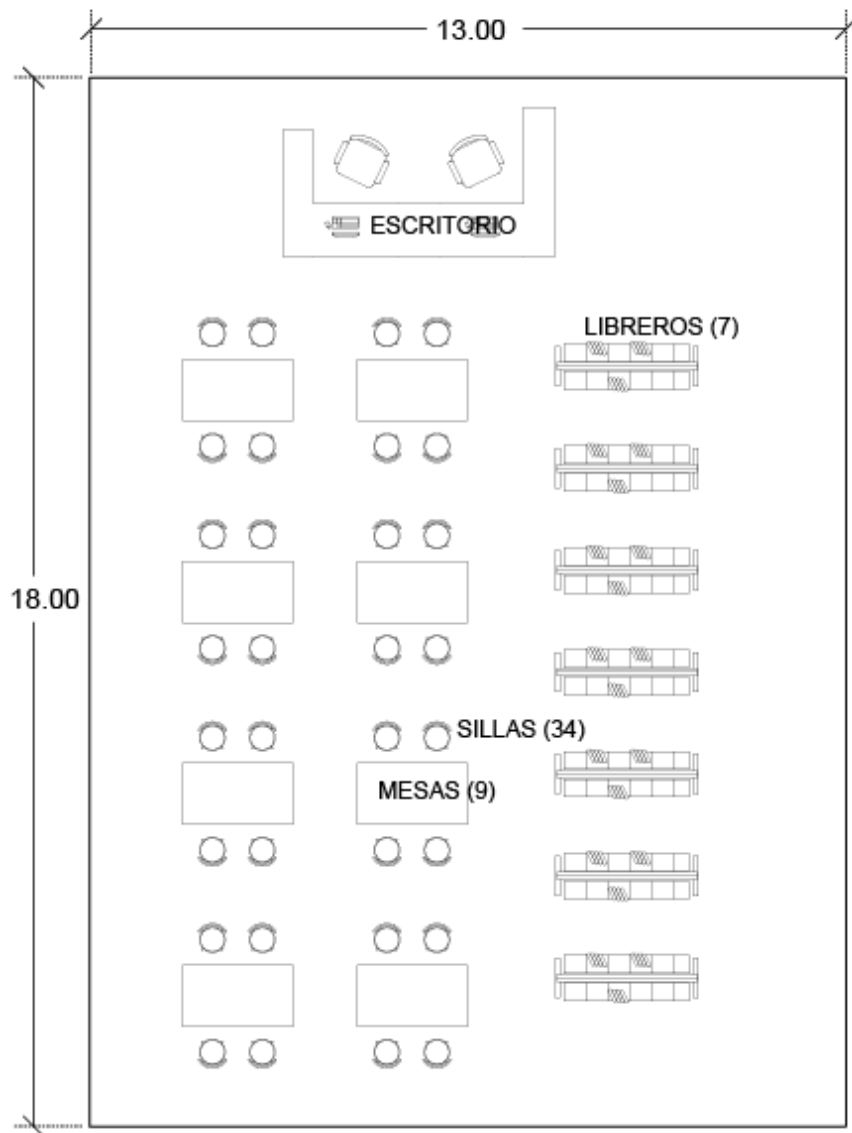 13.00
ESCRITORIO
LIBREROS (7)
18.00
SILLAS (34)
MESAS (9)